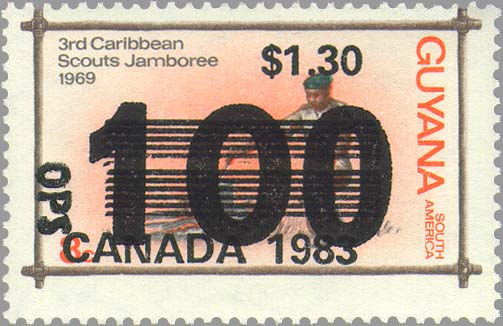 3rd Caribbean
Scouts Jamboree
1969
$1.30
GUYANA
SOUTH
AMERICA
100
OPS
CANADA 1983